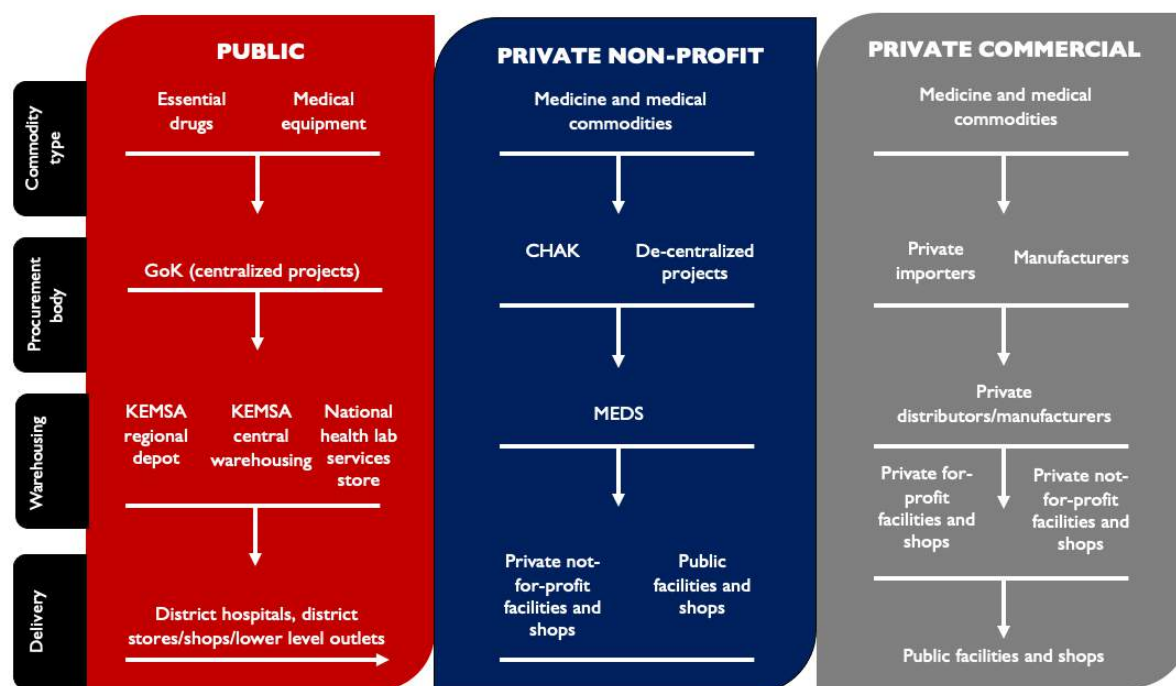 PUBLIC
PRIVATE NON-PROFIT
PRIVATE COMMERCIAL
Commodity
type
Essential
drugs
Medical
equipment
Medicine and medical
commodities
Medicine and medical
commodities
Procurement
body
GoK (centralized projects)
CHAK
De-centralized
projects
Private
importers
Manufacturers
Warehousing
KEMSA
regional
depot
KEMSA
central
warehousing
National
health lab
services
store
MEDS
Private
distributors/manufacturers
Private for-
profit
facilities and
shops
Private not-
for-profit
facilities and
shops
Delivery
District hospitals, district
stores/shops/lower level outlets
Private not-
for-profit
facilities and
shops
Public
facilities and
shops
Public facilities and shops